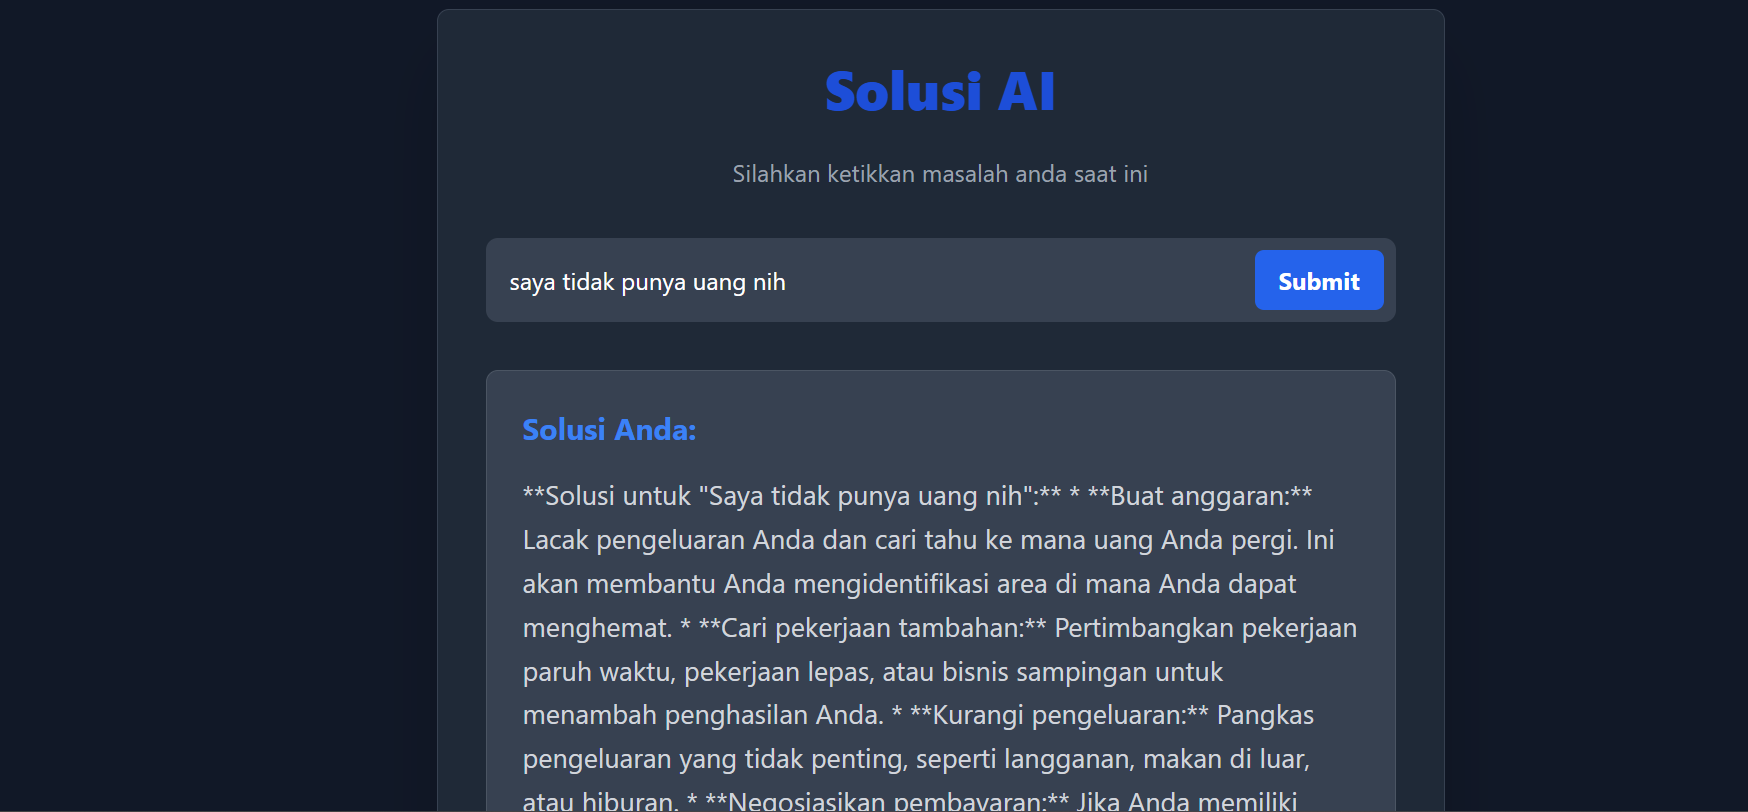 Solusi AI
Silahkan ketikkan masalah anda saat ini
saya tidak punya uang nih
Submit
Solusi Anda:
**Solusi untuk "Saya tidak punya uang nih":** * **Buat anggaran:**
Lacak pengeluaran Anda dan cari tahu ke mana uang Anda pergi. Ini
akan membantu Anda mengidentifikasi area di mana Anda dapat
menghemat. * **Cari pekerjaan tambahan:** Pertimbangkan pekerjaan
paruh waktu, pekerjaan lepas, atau bisnis sampingan untuk
menambah penghasilan Anda. * **Kurangi pengeluaran:** Pangkas
pengeluaran yang tidak penting, seperti langganan, makan di luar,
atau hiburan. * **Negosiasikan pembayaran:** Jika Anda memiliki